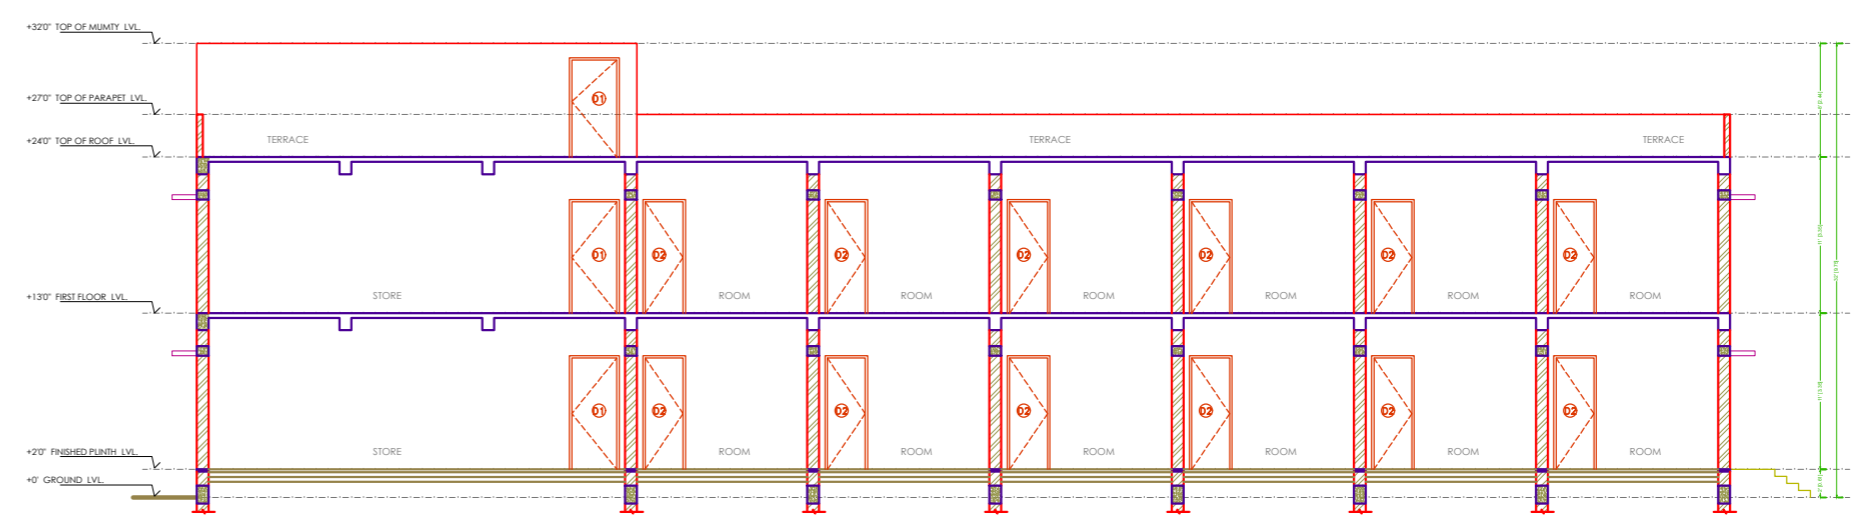 +32'0" TOP OF MUMTY LVL.
+27'0" TOP OF PARAPET LVL.
D1
TERRACE TERRACE TERRACE
+24'0" TOP OF ROOF LVL.
D1 D2 D2 D2 D2 D2 D2
+13'0" FIRST FLOOR LVL.
STORE ROOM ROOM ROOM ROOM ROOM ROOM
D1 D2 D2 D2 D2 D2 D2
+2'0" FINISHED PLINTH LVL.
STORE ROOM ROOM ROOM ROOM ROOM ROOM
+0' GROUND LVL.